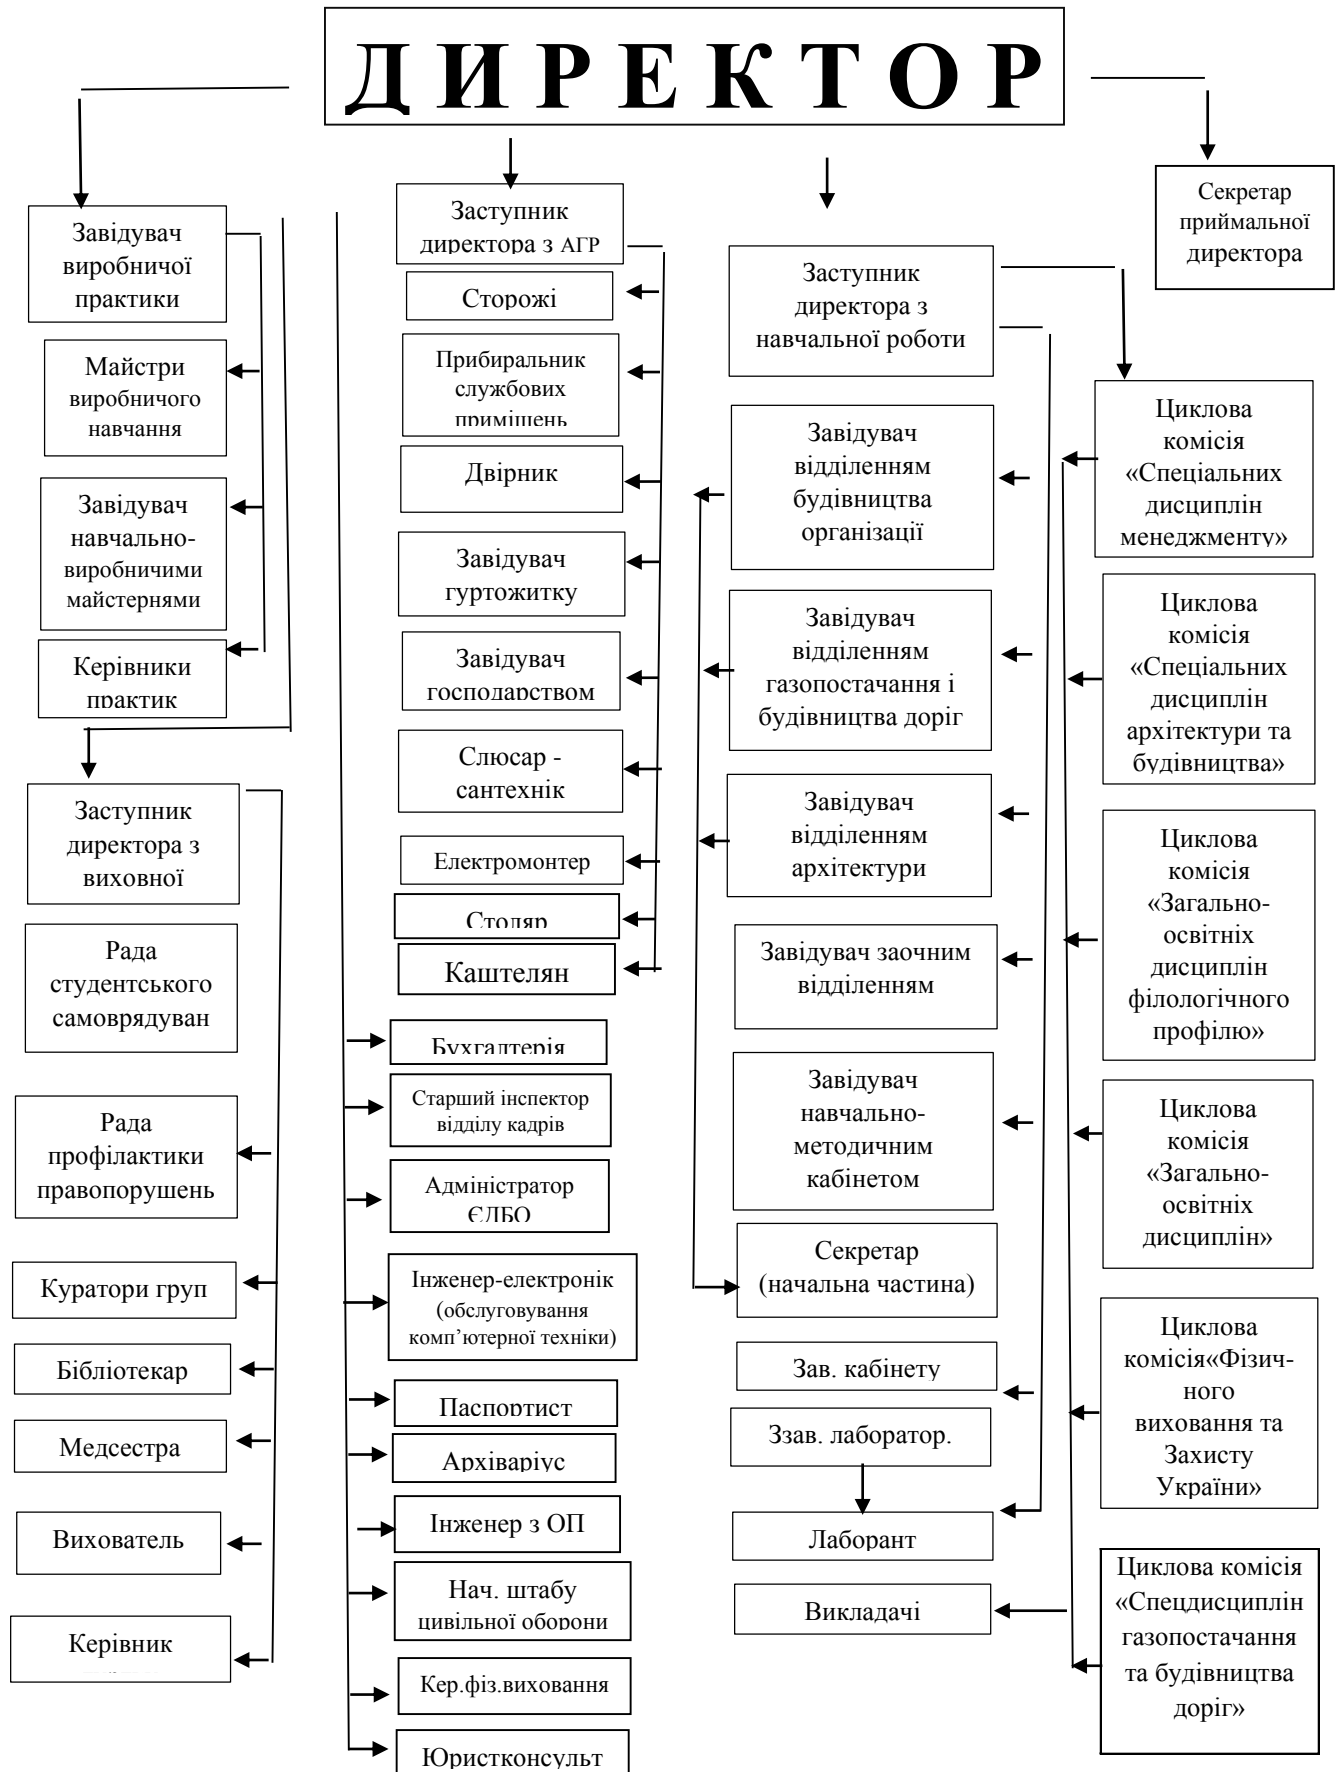 ДИРЕКТОР
Завідувач
виробничої
практики
Майстри
виробничого
навчання
Завідувач
навчально-
виробничими
майстернями
Керівники
практик
Заступник
директора з
виховної
Рада
студентського
самоврядуван
Рада
профілактики
правопорушень
Куратори груп
Бібліотекар
Медсестра
Вихователь
Керівник
Заступник
директора з АГР
Сторожі
Прибиральник
службових
приміщень
Двірник
Завідувач
гуртожитку
Завідувач
господарством
Слюсар -
сантехнік
Електромонтер
Столяр
Каштелян
Бухгалтерія
Старший інспектор
відділу кадрів
Адміністратор
ЄДБО
Інженер-електронік
(обслуговування
комп’ютерної техніки)
Паспортист
Архіваріус
Інженер з ОП
Нач. штабу
цивільної оборони
Кер.фіз.виховання
Юристконсульт
Заступник
директора з
навчальної роботи
Завідувач
відділенням
будівництва
організації
Завідувач
відділенням
газопостачання і
будівництва доріг
Завідувач
відділенням
архітектури
Завідувач заочним
відділенням
Завідувач
навчально-
методичним
кабінетом
Секретар
(начальна частина)
Зав. кабінету
Ззав. лаборатор.
Лаборант
Викладачі
Секретар
приймальної
директора
Циклова
комісія
«Спеціальних
дисциплін
менеджменту»
Циклова
комісія
«Спеціальних
дисциплін
архітектури та
будівництва»
Циклова
комісія
«Загально-
освітніх
дисциплін
філологічного
профілю»
Циклова
комісія
«Загально-
освітніх
дисциплін»
Циклова
комісія«Фізич-
ного
виховання та
Захисту
України»
Циклова комісія
«Спецдисциплін
газопостачання
та будівництва
доріг»